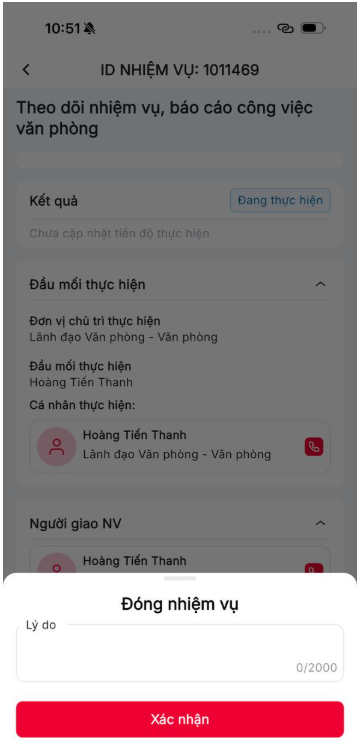 10:51
ID NHIỆM VỤ: 1011469
Theo dõi nhiệm vụ, báo cáo công việc
văn phòng
Kết quả
Đang thực hiện
Chưa cập nhật tiến độ thực hiện
Đầu mối thực hiện
Đơn vị chủ trì thực hiện
Lãnh đạo Văn phòng - Văn phòng
Đầu mối thực hiện
Hoàng Tiến Thanh
Cá nhân thực hiện:
Hoàng Tiến Thanh
Lãnh đạo Văn phòng - Văn phòng
Người giao NV
Hoàng Tiến Thanh
Đóng nhiệm vụ
Lý do
0/2000
Xác nhận